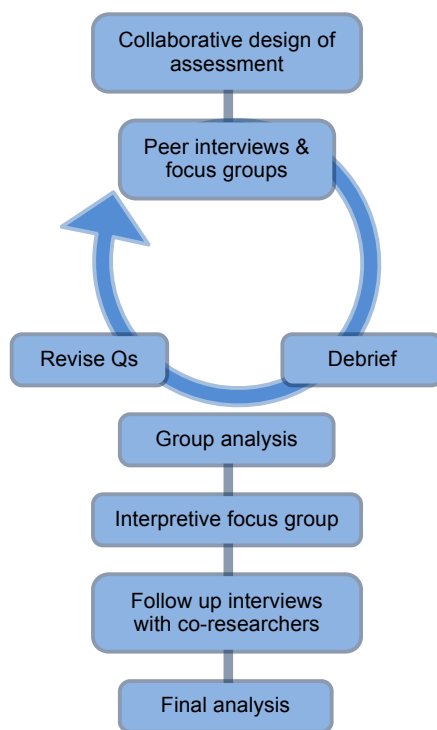 Collaborative design of
assessment
Peer interviews &
focus groups
Revise Qs
Debrief
Group analysis
Interpretive focus group
Follow up interviews
with co-researchers
Final analysis